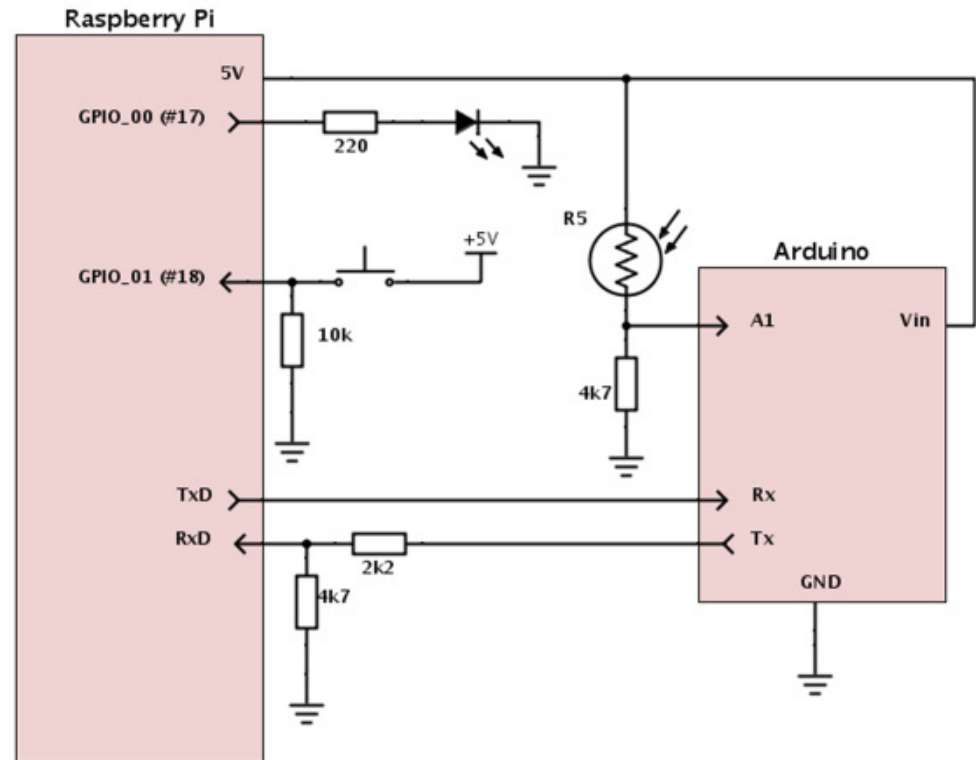 Raspberry Pi
5V
GPIO_00 (#17)
220
GPIO_01 (#18)
+5V
10k
R5
Arduino
A1
Vin
4k7
TxD
Rx
RxD
Tx
2k2
4k7
GND